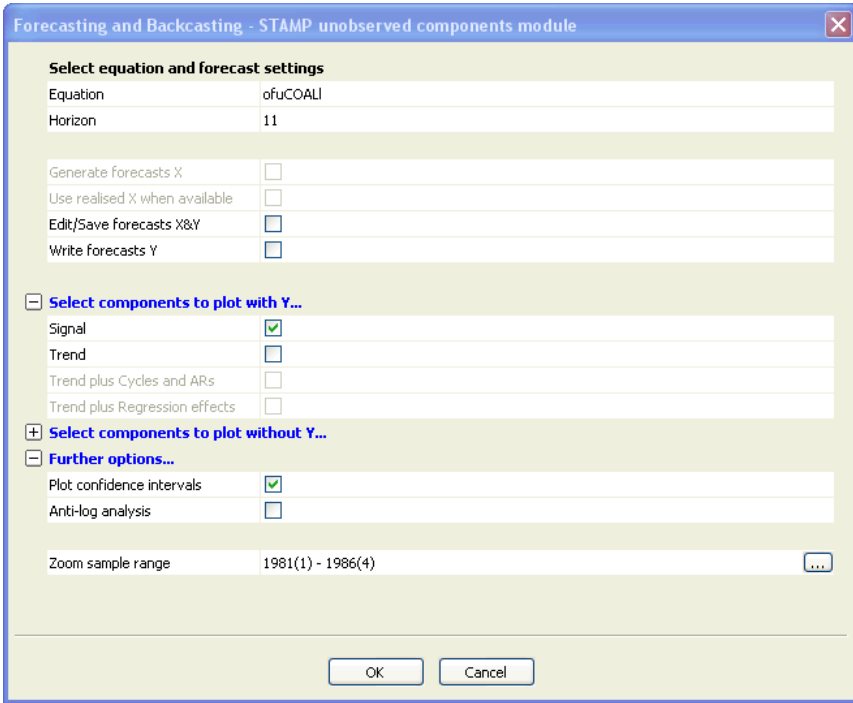 Forecasting and Backcasting - STAMP unobserved components module
Select equation and forecast settings
Equation ofuCOALl
Horizon 11
Generate forecasts X
Use realised X when available
Edit/Save forecasts X&Y
Write forecasts Y
Select components to plot with Y...
Signal
Trend
Trend plus Cycles and ARs
Trend plus Regression effects
Select components to plot without Y...
Further options...
Plot confidence intervals
Anti-log analysis
Zoom sample range 1981(1) - 1986(4) ...
OK Cancel